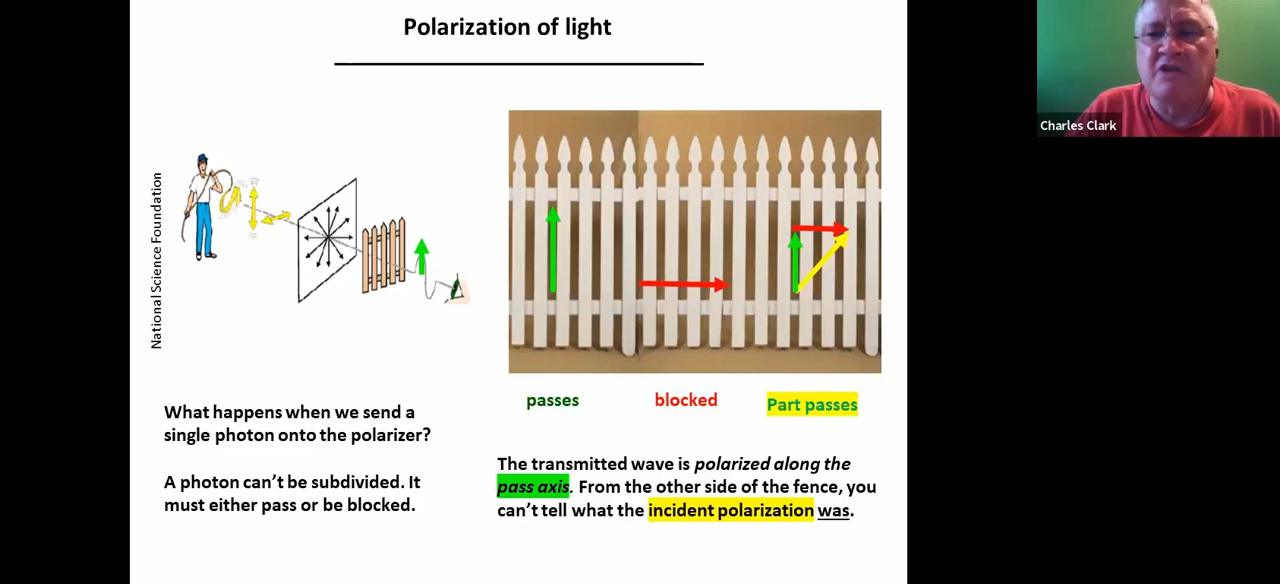 Polarization of light
Charles Clark
National Science Foundation
passes
blocked
Part passes
What happens when we send a
single photon onto the polarizer?
A photon can't be subdivided. It
must either pass or be blocked.
The transmitted wave is polarized along the
pass axis. From the other side of the fence, you
can't tell what the incident polarization was.